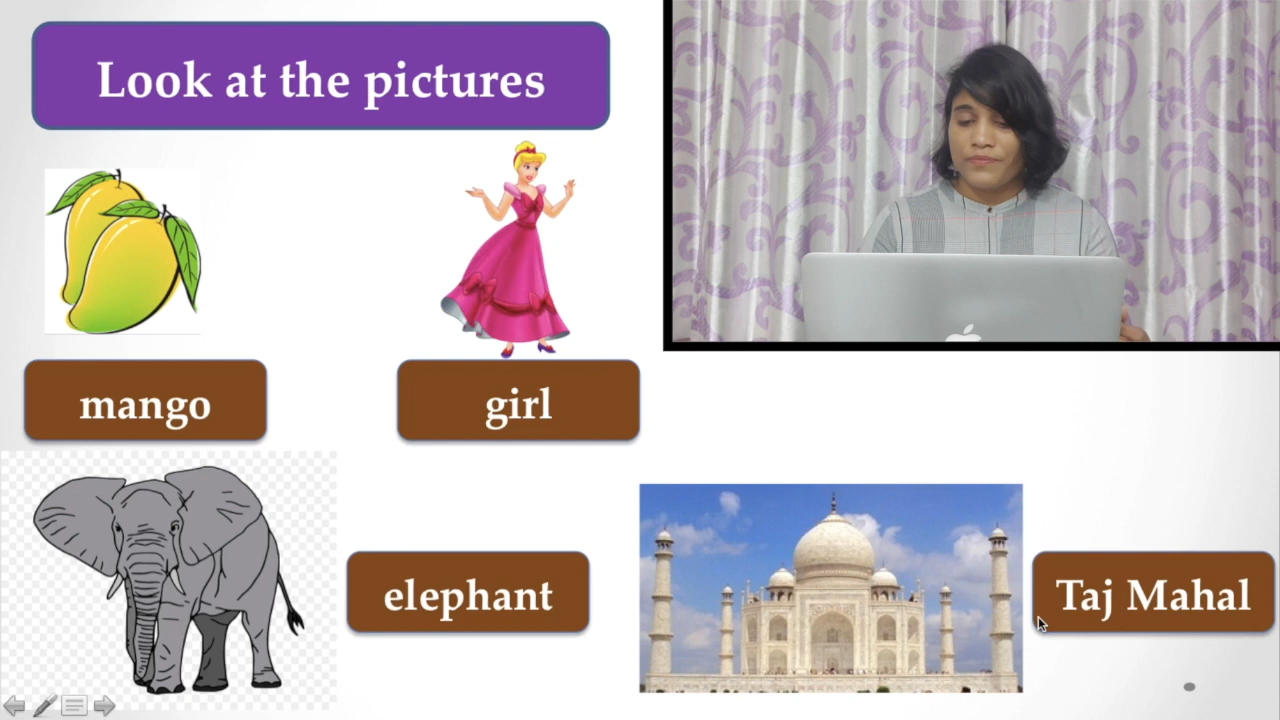 Look at the pictures
mango
girl
elephant
Taj Mahal